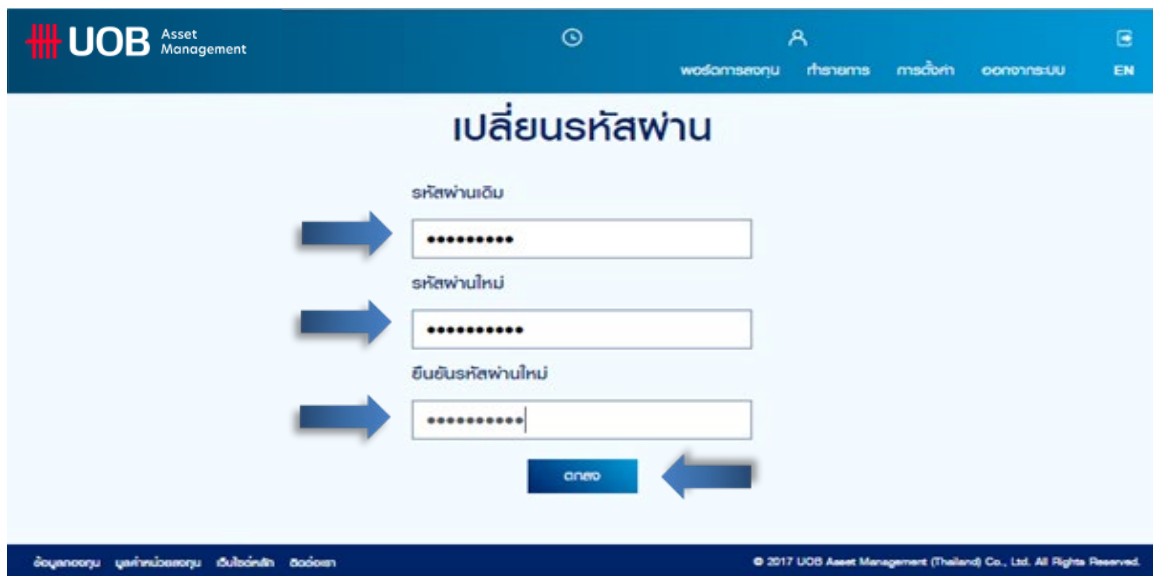 UOB Asset
Management
พอร์ตการลงทุน ทำรายการ การตั้งค่า ออกจากระบบ EN
เปลี่ยนรหัสผ่าน
รหัสผ่านเดิม
•••••••••
รหัสผ่านใหม่
••••••••••
ยืนยันรหัสผ่านใหม่
••••••••••
ตกลง
ข้อมูลกองทุน มูลค่าหน่วยลงทุน เว็บไซต์หลัก ติดต่อเรา © 2017 UOB Asset Management (Thailand) Co., Ltd. All Rights Reserved.